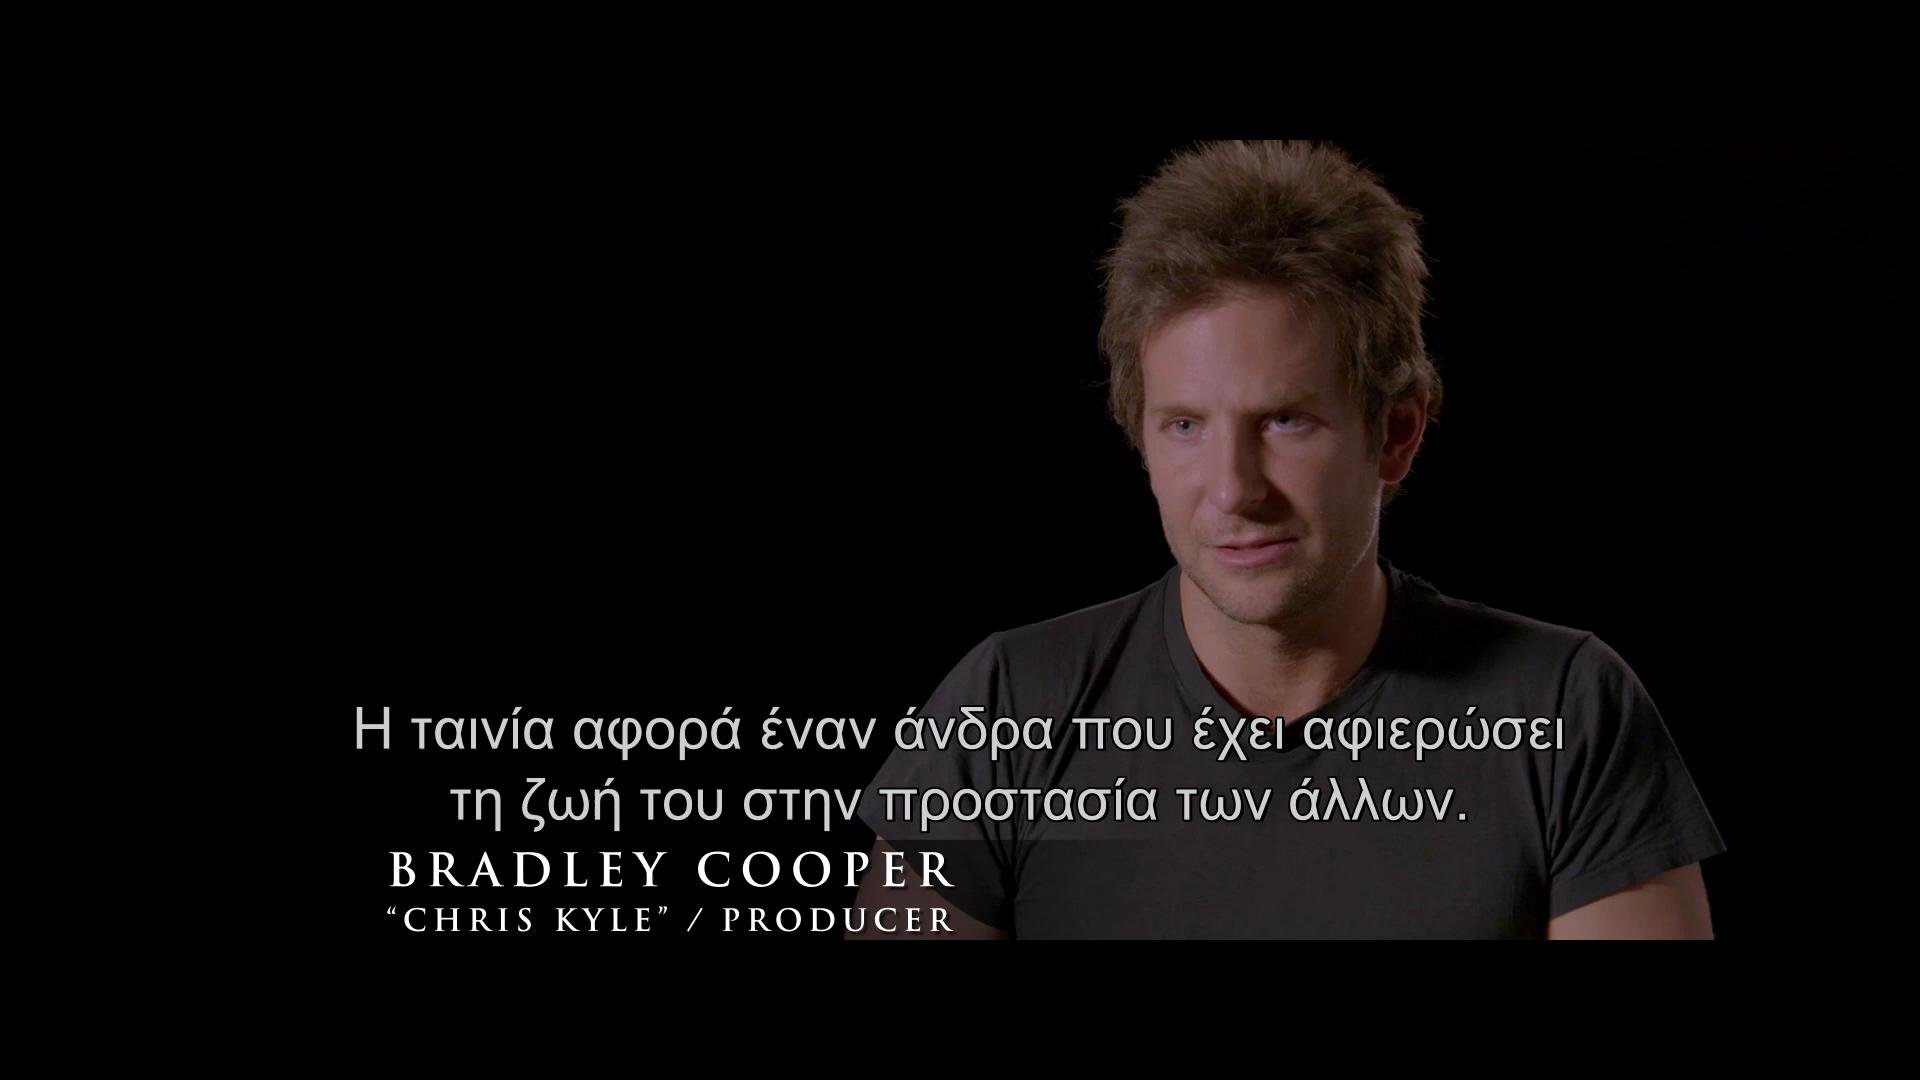 Η ταινία αφορά έναν άνδρα που έχει αφιερώσει
τη ζωή του στην προστασία των άλλων.
BRADLEY COOPER
“CHRIS KYLE” / PRODUCER